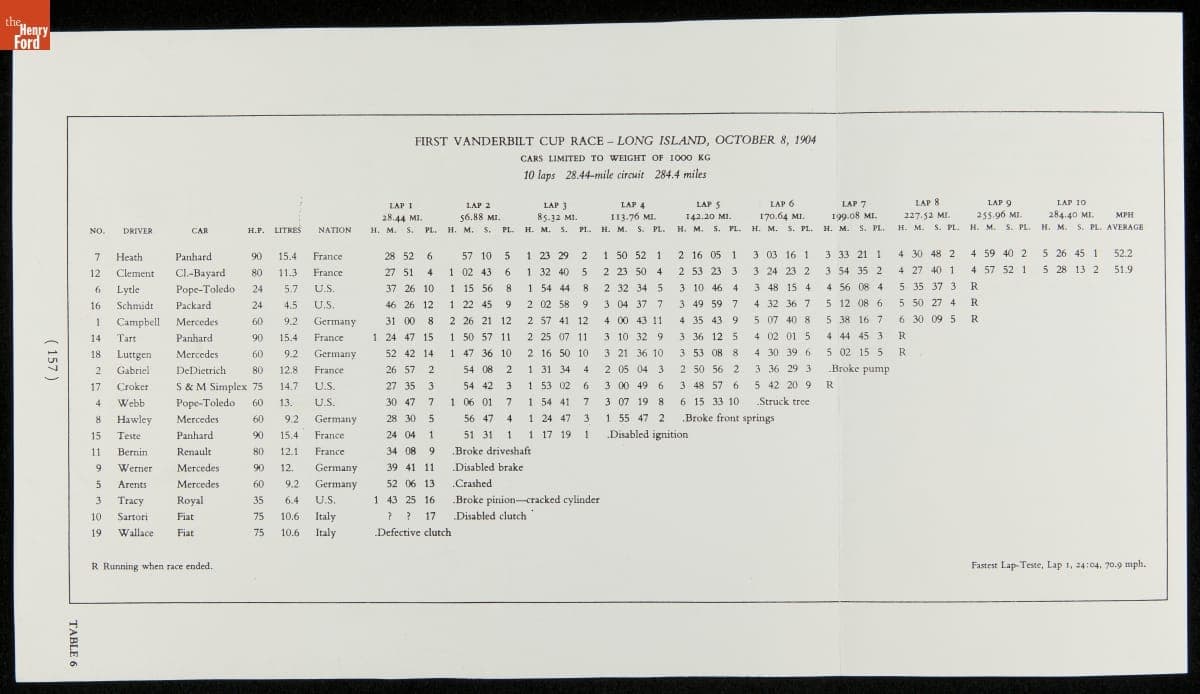 the
Henry
Ford
FIRST VANDERBILT CUP RACE – LONG ISLAND, OCTOBER 8, 1904
CARS LIMITED TO WEIGHT OF 1000 KG
10 laps 28.44-mile circuit 284.4 miles
LAP 1 LAP 2 LAP 3 LAP 4 LAP 5 LAP 6 LAP 7 LAP 8 LAP 9 LAP 10
28.44 MI. 56.88 MI. 85.32 MI. 113.76 MI. 142.20 MI. 170.64 MI. 199.08 MI. 227.52 MI. 255.96 MI. 284.40 MI. MPH
NO. DRIVER CAR H.P. LITRES NATION H. M. S. PL. H. M. S. PL. H. M. S. PL. H. M. S. PL. H. M. S. PL. H. M. S. PL. H. M. S. PL. H. M. S. PL. H. M. S. PL. H. M. S. PL. AVERAGE
7 Heath Panhard 90 15.4 France 28 52 6 57 10 5 1 23 29 2 1 50 52 1 2 16 05 1 3 03 16 1 3 33 21 1 4 30 48 2 4 59 40 2 5 26 45 1 52.2
12 Clement Cl.-Bayard 80 11.3 France 27 51 4 1 02 43 6 1 32 40 5 2 23 50 4 2 53 23 3 3 24 23 2 3 54 35 2 4 27 40 1 4 57 52 1 5 28 13 2 51.9
6 Lytle Pope-Toledo 24 5.7 U.S. 37 26 10 1 15 56 8 1 54 44 8 2 32 34 5 3 10 46 4 3 48 15 4 4 56 08 4 5 35 37 3 R
16 Schmidt Packard 24 4.5 U.S. 46 26 12 1 22 45 9 2 02 58 9 3 04 37 7 3 49 59 7 4 32 36 7 5 12 08 6 5 50 27 4 R
1 Campbell Mercedes 60 9.2 Germany 31 00 8 2 26 21 12 2 57 41 12 4 00 43 11 4 35 43 9 5 07 40 8 5 38 16 7 6 30 09 5 R
14 Tart Panhard 90 15.4 France 1 24 47 15 1 50 57 11 2 25 07 11 3 10 32 9 3 36 12 5 4 02 01 5 4 44 45 3 R
18 Luttgen Mercedes 60 9.2 Germany 52 42 14 1 47 36 10 2 16 50 10 3 21 36 10 3 53 08 8 4 30 39 6 5 02 15 5 R
2 Gabriel DeDietrich 80 12.8 France 26 57 2 54 08 2 1 31 34 4 2 05 04 3 2 50 56 2 3 36 29 3 .Broke pump
17 Croker S & M Simplex 75 14.7 U.S. 27 35 3 54 42 3 1 53 02 6 3 00 49 6 3 48 57 6 5 42 20 9 R
4 Webb Pope-Toledo 60 13. U.S. 30 47 7 1 06 01 7 1 54 41 7 3 07 19 8 6 15 33 10 .Struck tree
8 Hawley Mercedes 60 9.2 Germany 28 30 5 56 47 4 1 24 47 3 1 55 47 2 .Broke front springs
15 Teste Panhard 90 15.4 France 24 04 1 51 31 1 1 17 19 1 .Disabled ignition
11 Bernin Renault 80 12.1 France 34 08 9 .Broke driveshaft
9 Werner Mercedes 90 12. Germany 39 41 11 .Disabled brake
5 Arents Mercedes 60 9.2 Germany 52 06 13 .Crashed
3 Tracy Royal 35 6.4 U.S. 1 43 25 16 .Broke pinion—cracked cylinder
10 Sartori Fiat 75 10.6 Italy ? ? 17 .Disabled clutch
19 Wallace Fiat 75 10.6 Italy .Defective clutch
R Running when race ended. Fastest Lap-Teste, Lap 1, 24:04, 70.9 mph.
(157)
TABLE 6